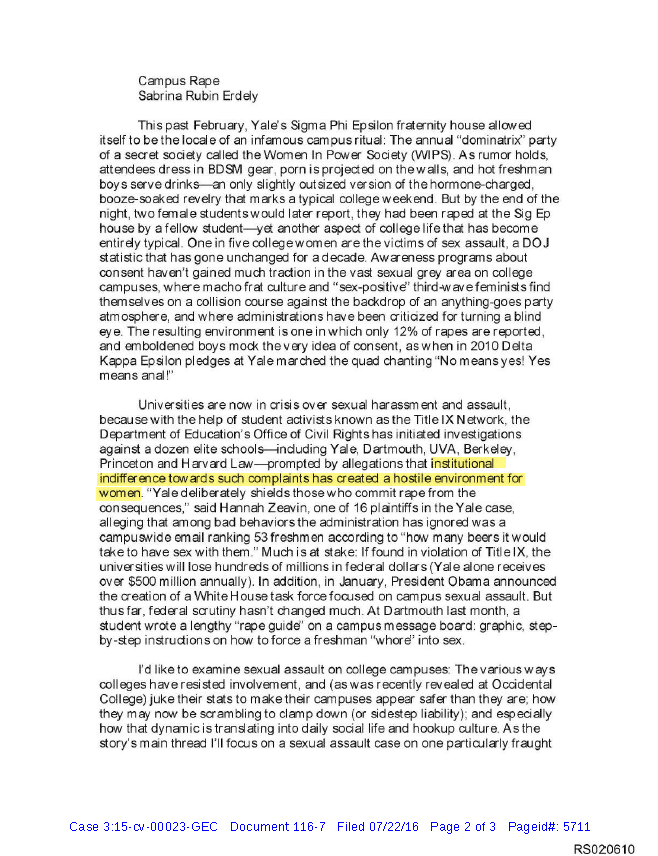 Campus Rape
Sabrina Rubin Erdely
This past February, Yale's Sigma Phi Epsilon fraternity house allowed
itself to be the locale of an infamous campus ritual: The annual “dominatrix” party
of a secret society called the Women In Power Society (WIPS). As rumor holds,
attendees dress in BDSM gear, porn is projected on the walls, and hot freshman
boys serve drinks—an only slightly outsized version of the hormone-charged,
booze-soaked revelry that marks a typical college weekend. But by the end of the
night, two female students would later report, they had been raped at the Sig Ep
house by a fellow student—yet another aspect of college life that has become
entirely typical. One in five college women are the victims of sex assault, a DOJ
statistic that has gone unchanged for a decade. Awareness programs about
consent haven't gained much traction in the vast sexual grey area on college
campuses, where macho frat culture and “sex-positive” third-wave feminists find
themselves on a collision course against the backdrop of an anything-goes party
atmosphere, and where administrations have been criticized for turning a blind
eye. The resulting environment is one in which only 12% of rapes are reported,
and emboldened boys mock the very idea of consent, as when in 2010 Delta
Kappa Epsilon pledges at Yale marched the quad chanting “No means yes! Yes
means anal!”
Universities are now in crisis over sexual harassment and assault,
because with the help of student activists known as the Title IX Network, the
Department of Education's Office of Civil Rights has initiated investigations
against a dozen elite schools—including Yale, Dartmouth, UVA, Berkeley,
Princeton and Harvard Law—prompted by allegations that institutional
indifference towards such complaints has created a hostile environment for
women. “Yale deliberately shields those who commit rape from the
consequences,” said Hannah Zeavin, one of 16 plaintiffs in the Yale case,
alleging that among bad behaviors the administration has ignored was a
campuswide email ranking 53 freshmen according to “how many beers it would
take to have sex with them.” Much is at stake: If found in violation of Title IX, the
universities will lose hundreds of millions in federal dollars (Yale alone receives
over $500 million annually). In addition, in January, President Obama announced
the creation of a White House task force focused on campus sexual assault. But
thus far, federal scrutiny hasn't changed much. At Dartmouth last month, a
student wrote a lengthy “rape guide” on a campus message board: graphic, step-
by-step instructions on how to force a freshman “whore” into sex.
I'd like to examine sexual assault on college campuses: The various ways
colleges have resisted involvement, and (as was recently revealed at Occidental
College) juke their stats to make their campuses appear safer than they are; how
they may now be scrambling to clamp down (or sidestep liability); and especially
how that dynamic is translating into daily social life and hookup culture. As the
story's main thread I'll focus on a sexual assault case on one particularly fraught
Case 3:15-cv-00023-GEC Document 116-7 Filed 07/22/16 Page 2 of 3 Pageid#: 5711
RS020610